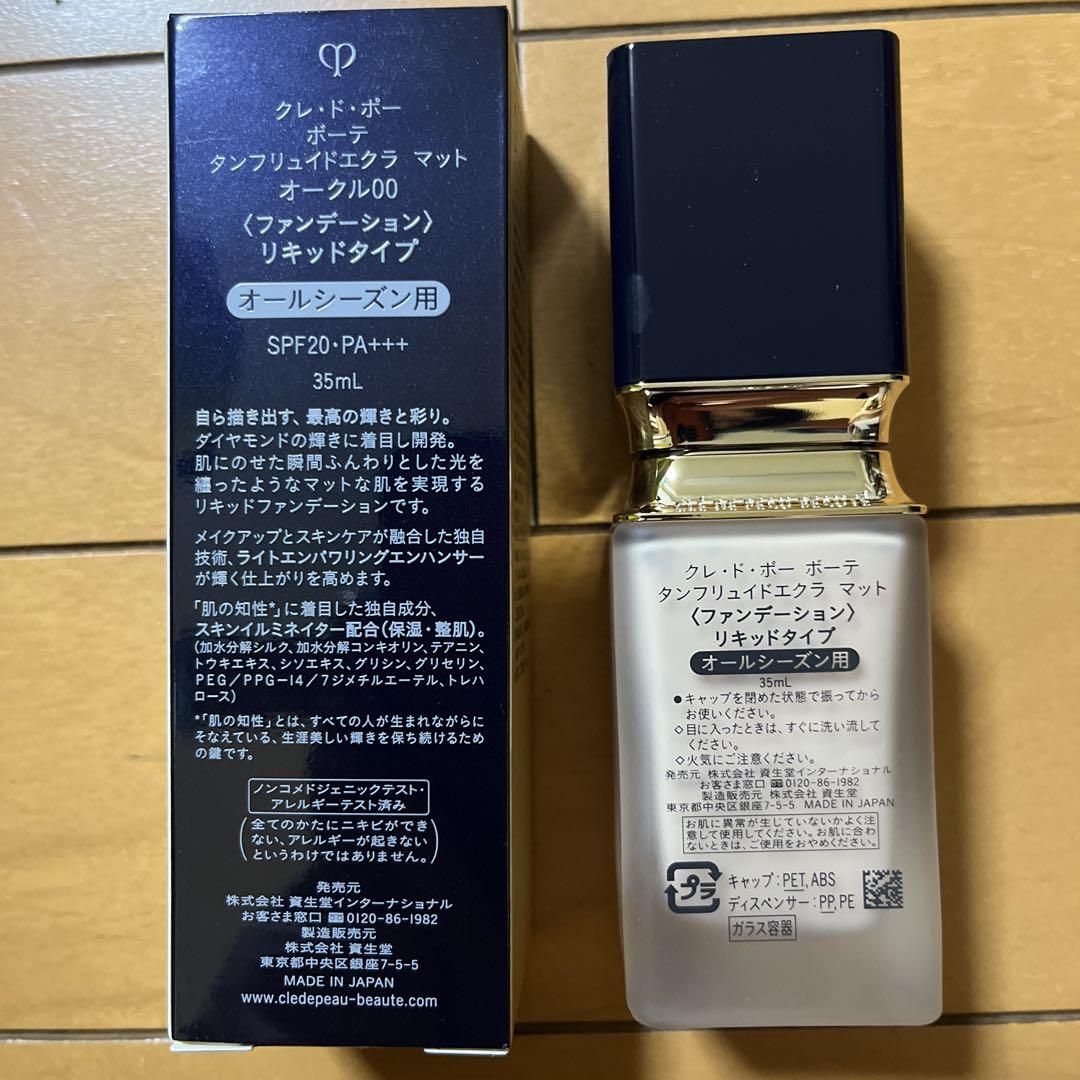 クレ・ド・ポー
ボーテ
タンフリュイドエクラ マット
オークル00
〈ファンデーション〉
リキッドタイプ
オールシーズン用
SPF20・PA+++
35mL
自ら描き出す、最高の輝きと彩り。
ダイヤモンドの輝きに着目し開発。
肌にのせた瞬間ふんわりとした光を
纏ったようなマットな肌を実現する
リキッドファンデーションです。
メイクアップとスキンケアが融合した独自
技術、ライトエンパワリングエンハンサー
が輝く仕上がりを高めます。
「肌の知性*」に着目した独自成分、
スキンイルミネイター配合(保湿・整肌)。
(加水分解シルク、加水分解コンキオリン、テアニン、
トウキエキス、シソエキス、グリシン、グリセリン、
PEG/PPG-14/7ジメチルエーテル、トレハ
ロース)
*「肌の知性」とは、すべての人が生まれながらに
そなえている、生涯美しい輝きを保ち続けるため
の鍵です。
ノンコメドジェニックテスト・
アレルギーテスト済み
(全てのかたにニキビができ
ない、アレルギーが起きない
というわけではありません。)
発売元
株式会社 資生堂インターナショナル
お客さま窓口 0120-86-1982
製造販売元
株式会社 資生堂
東京都中央区銀座7-5-5
MADE IN JAPAN
www.cledepeau-beaute.com
CLÉ DE PEAU BEAUTÉ
クレ・ド・ポー ボーテ
タンフリュイドエクラ マット
〈ファンデーション〉
リキッドタイプ
オールシーズン用
35mL
●キャップを閉めた状態で振ってから
お使いください。
◇目に入ったときは、すぐに洗い流して
ください。
◇火気にご注意ください。
発売元 株式会社 資生堂インターナショナル
お客さま窓口 0120-86-1982
製造販売元 株式会社 資生堂
東京都中央区銀座7-5-5 MADE IN JAPAN
お肌に異常が生じていないかよく注
意して使用してください。お肌に合わ
ないときは、ご使用をおやめください。
プラ
キャップ:PET,ABS
ディスペンサー:PP,PE
ガラス容器